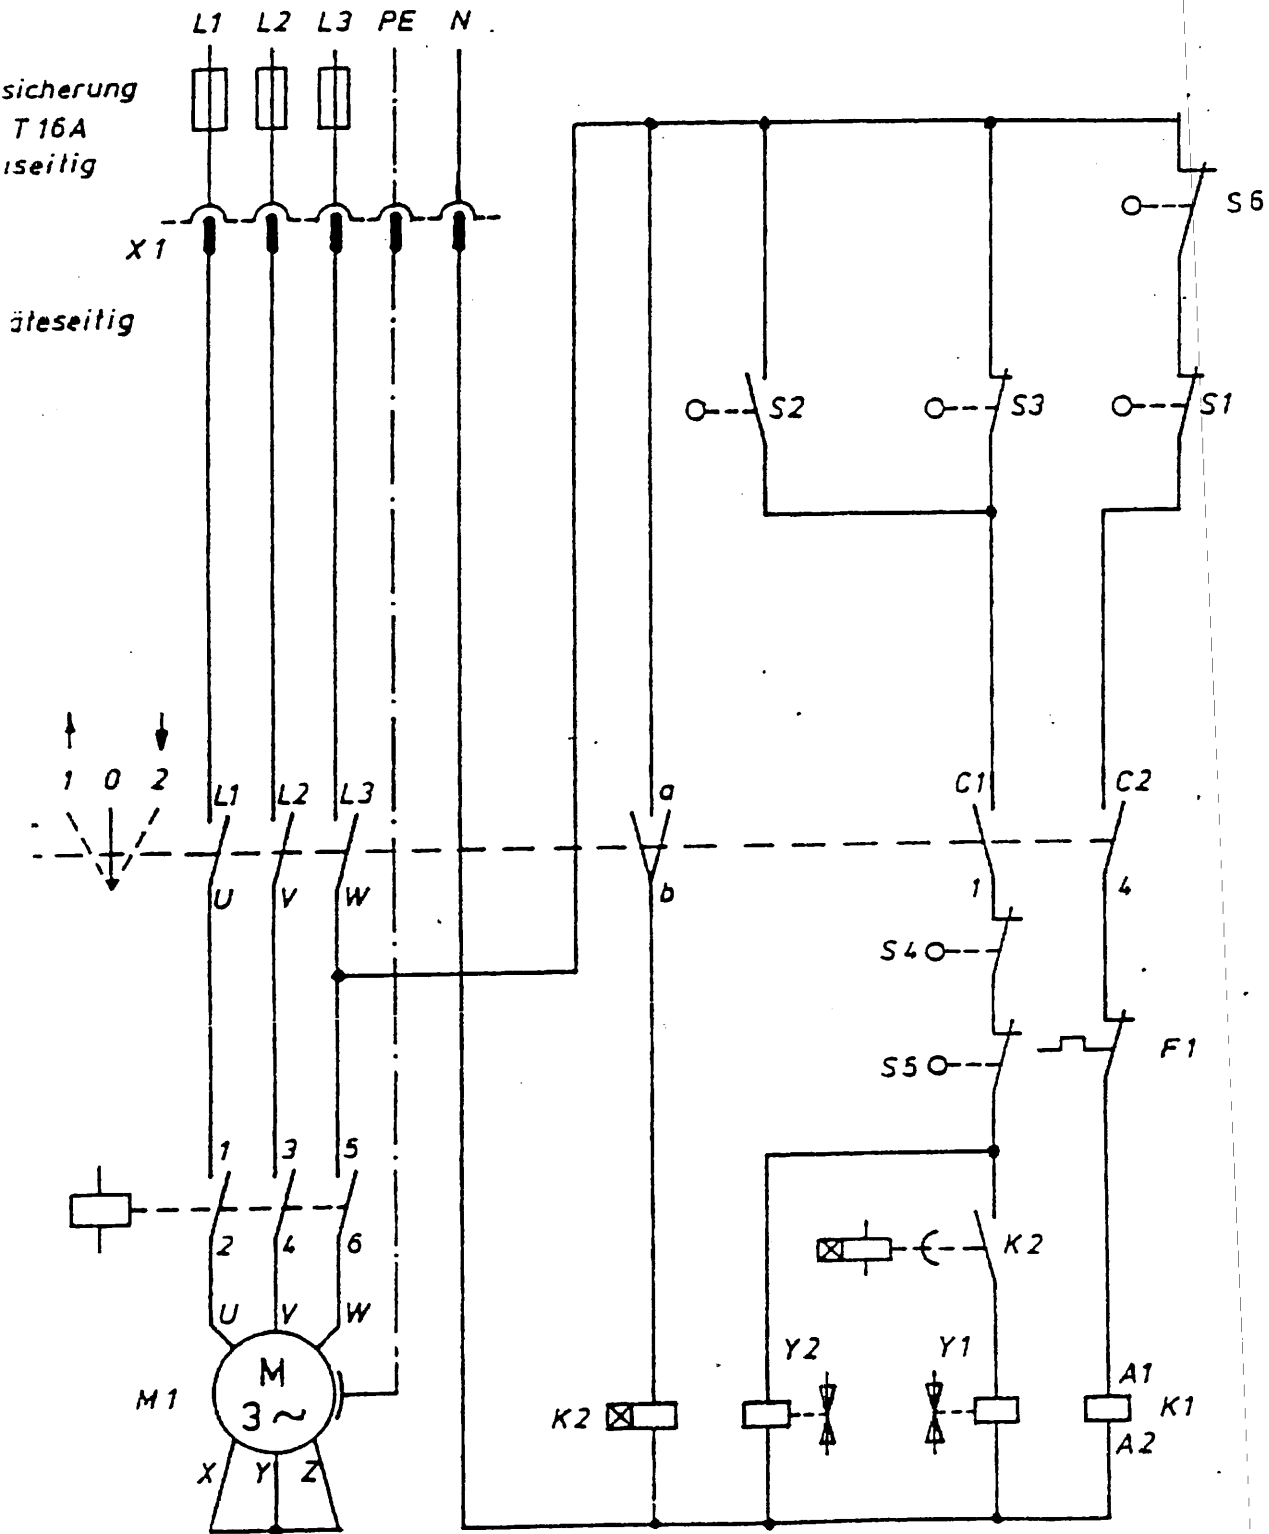 L1 L2 L3 PE N
sicherung
T 16A
seitig
X1
äteseitig
S6
S2 S3 S1
1 0 2
L1 L2 L3 a C1 C2
U V W b 1 4
S4
S5 F1
1 3 5
2 4 6 K2
U V W
Y2 Y1
M
3~
M1
K2
A1
K1
A2
X Y Z